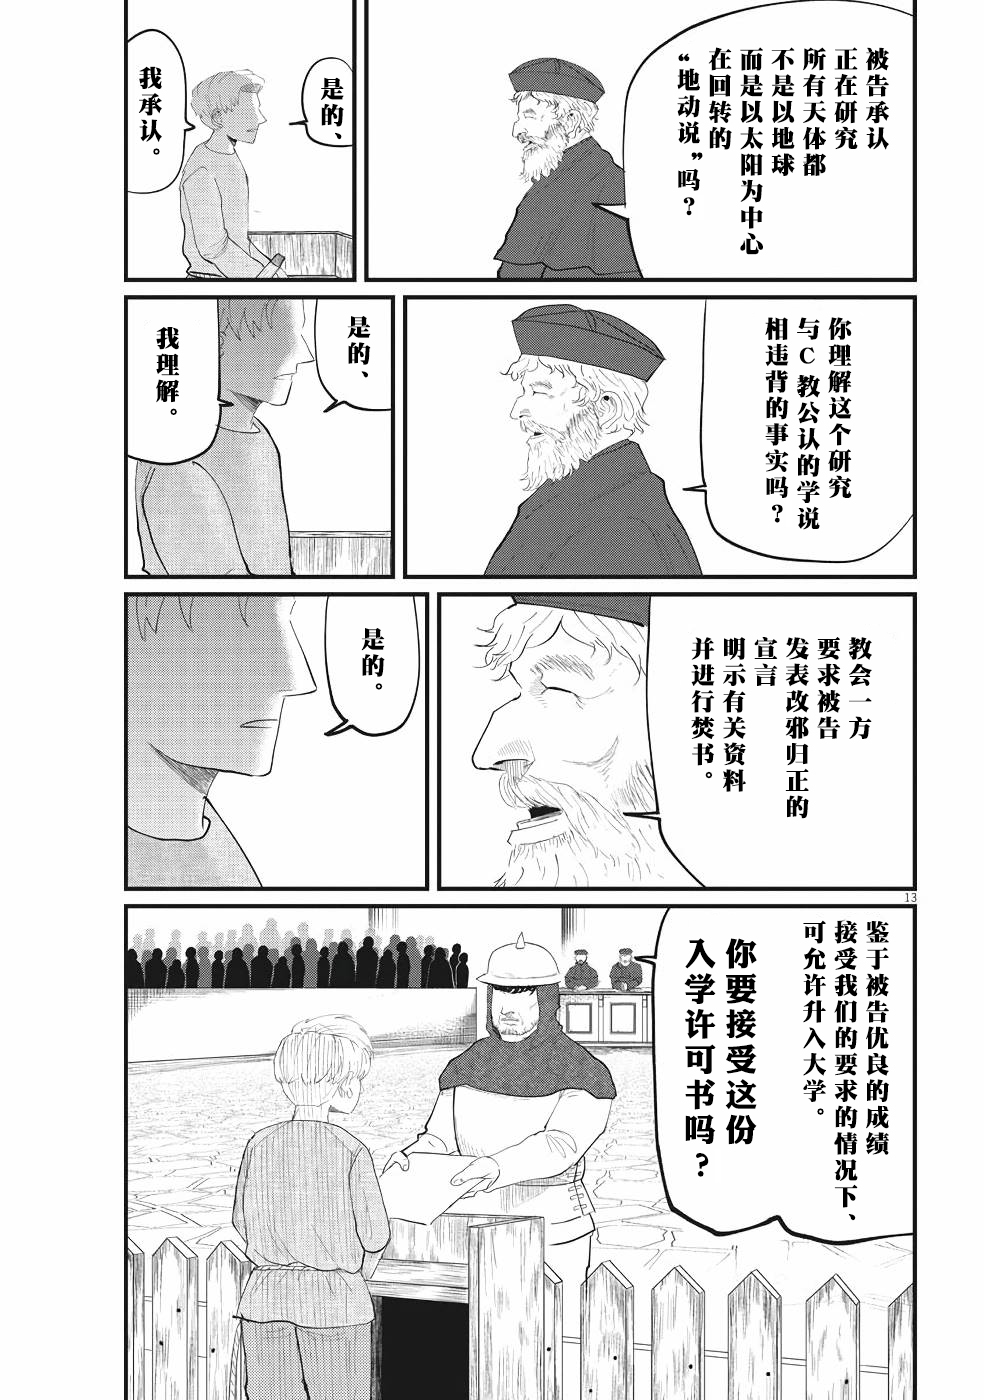 被告承认
正在研究
所有天体都
不是以地球
而是以太阳为中心
在回转的
“地动说”吗？
是的、
我承认。
你理解这个研究
与C教公认的学说
相违背的事实吗？
是的、
我理解。
教会一方
要求被告
发表改邪归正的
宣言
明示有关资料
并进行焚书。
是的。
13
鉴于被告优良的成绩
接受我们的要求的情况下、
可允许升入大学。
你要接受这份
入学许可书吗？